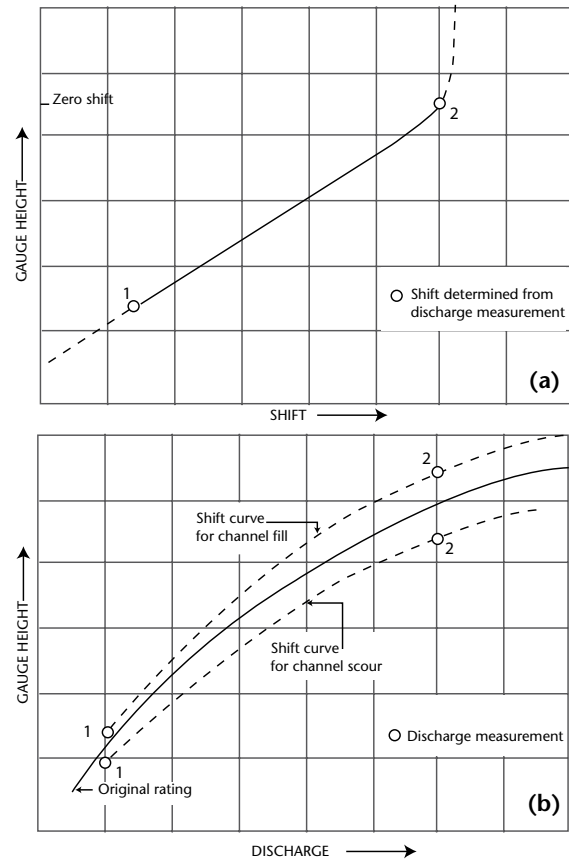 Zero shift
2
GAUGE HEIGHT
1
Shift determined from
discharge measurement
(a)
SHIFT
2
Shift curve
for channel fill
2
GAUGE HEIGHT
Shift curve
for channel scour
1
Discharge measurement
1
Original rating
(b)
DISCHARGE